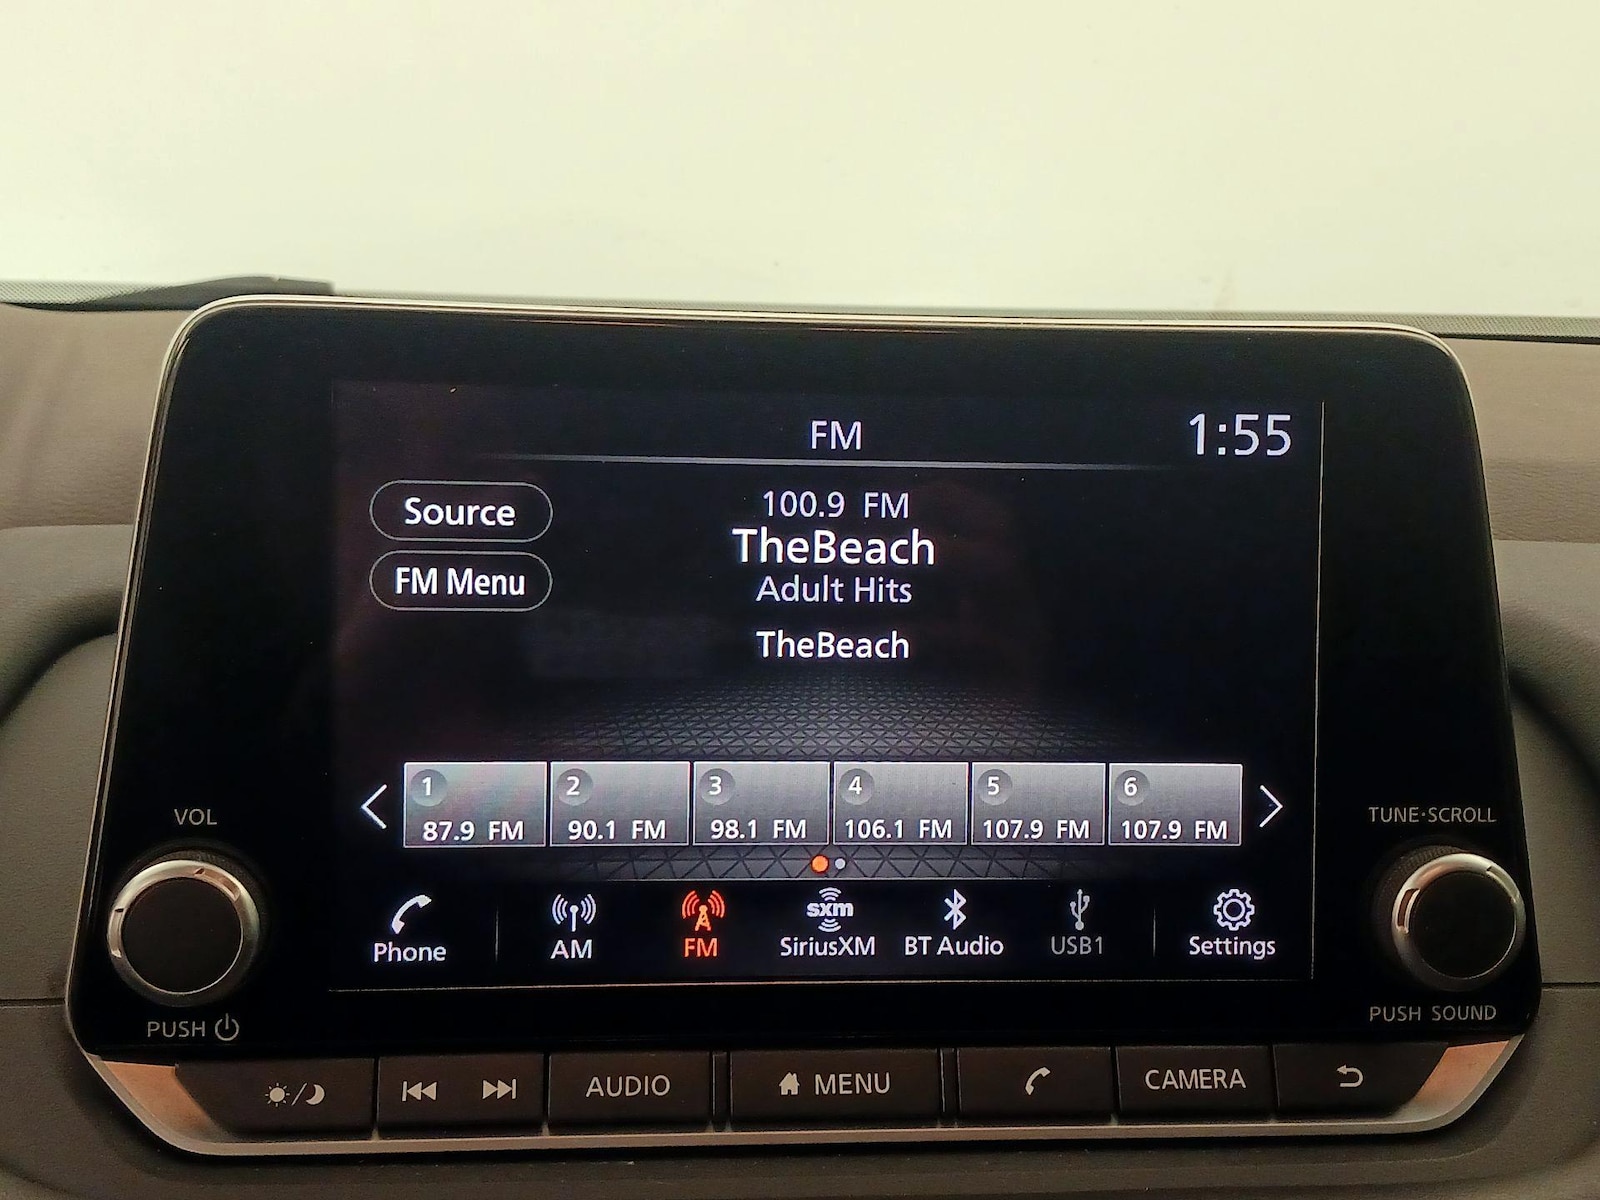 FM
1:55
Source
100.9 FM
TheBeach
FM Menu
Adult Hits
TheBeach
1 2 3 4 5 6
87.9 FM 90.1 FM 98.1 FM 106.1 FM 107.9 FM 107.9 FM
VOL
TUNE·SCROLL
sxm
Phone AM FM SiriusXM BT Audio USB1 Settings
PUSH
PUSH SOUND
AUDIO MENU CAMERA